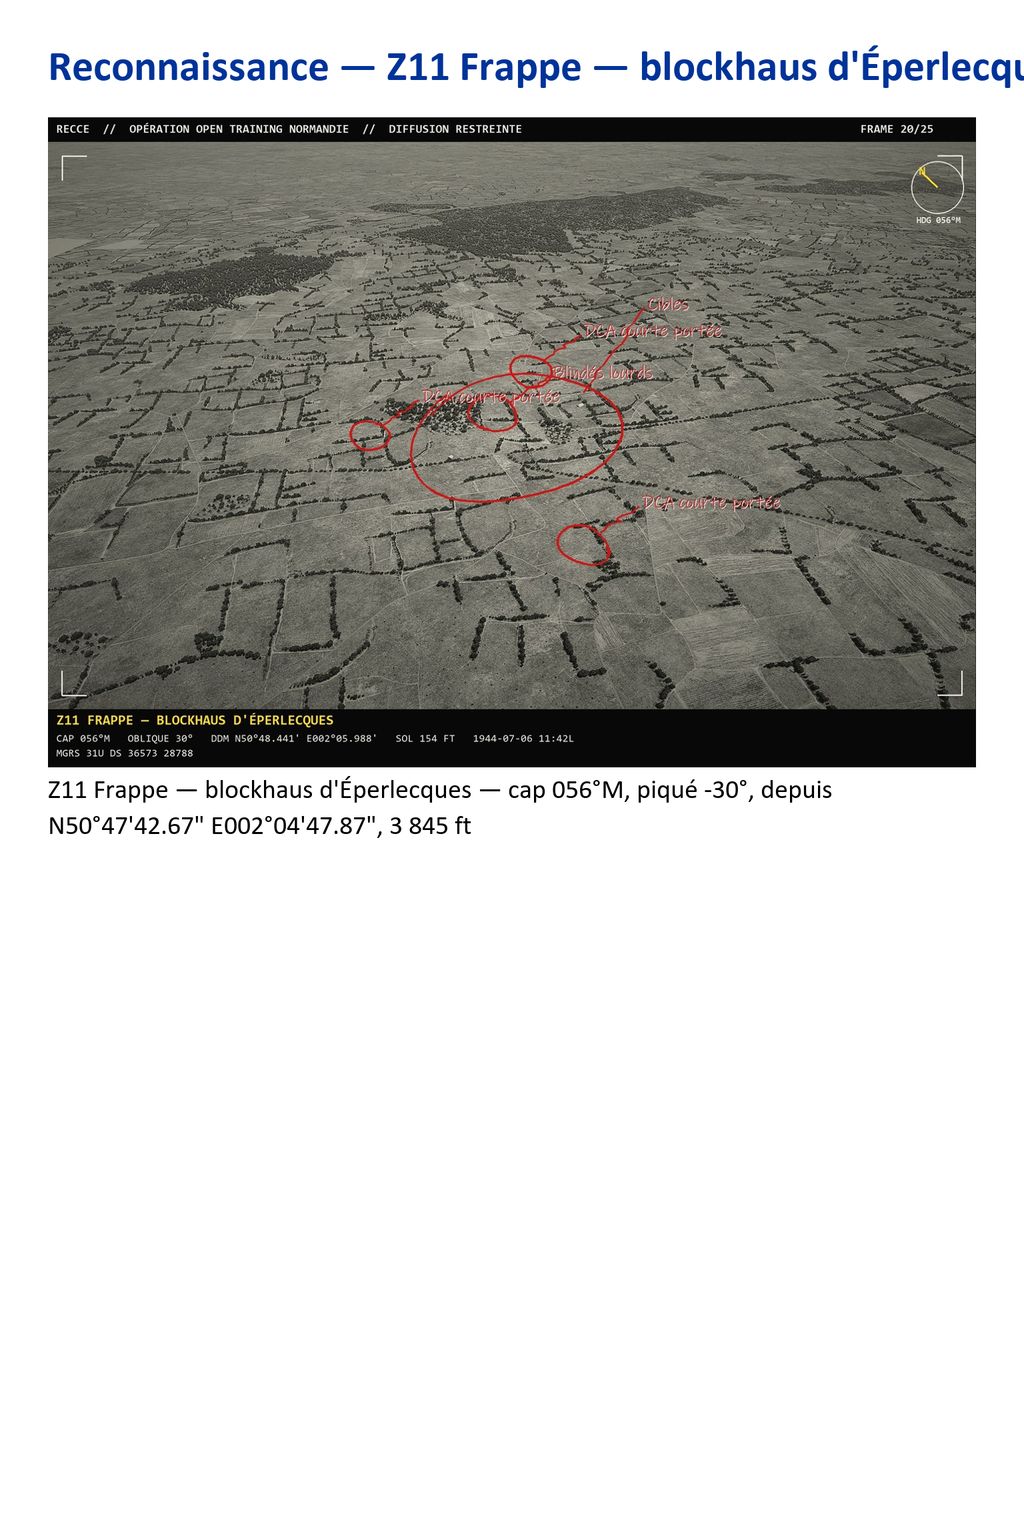 Reconnaissance — Z11 Frappe — blockhaus d'Éperlecqu
RECCE // OPÉRATION OPEN TRAINING NORMANDIE // DIFFUSION RESTREINTE
FRAME 20/25
N
HDG 056°M
Cibles
DCA courte portée
Blindés lourds
DCA courte portée
DCA courte portée
Z11 FRAPPE — BLOCKHAUS D'ÉPERLECQUES
CAP 056°M OBLIQUE 30° DDM N50°48.441' E002°05.988' SOL 154 FT 1944-07-06 11:42L
MGRS 31U DS 36573 28788
Z11 Frappe — blockhaus d'Éperlecques — cap 056°M, piqué -30°, depuis
N50°47'42.67" E002°04'47.87", 3 845 ft